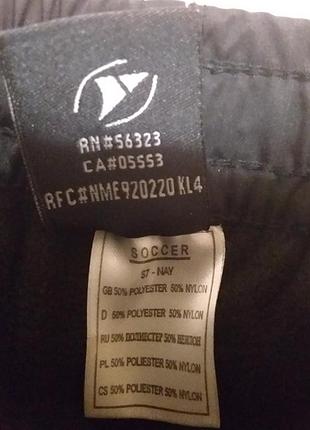 RN#56323
CA#05553
RFC#NME920220 KL4
SOCCER
57 - NAY
GB 50% POLYESTER 50% NYLON
D 50% POLYESTER 50% NYLON
RU 50% ПОЛИЭСТЕР 50% НЕЙЛОН
PL 50% POLIESTER 50% NYLON
CS 50% POLIESTER 50% NYLON